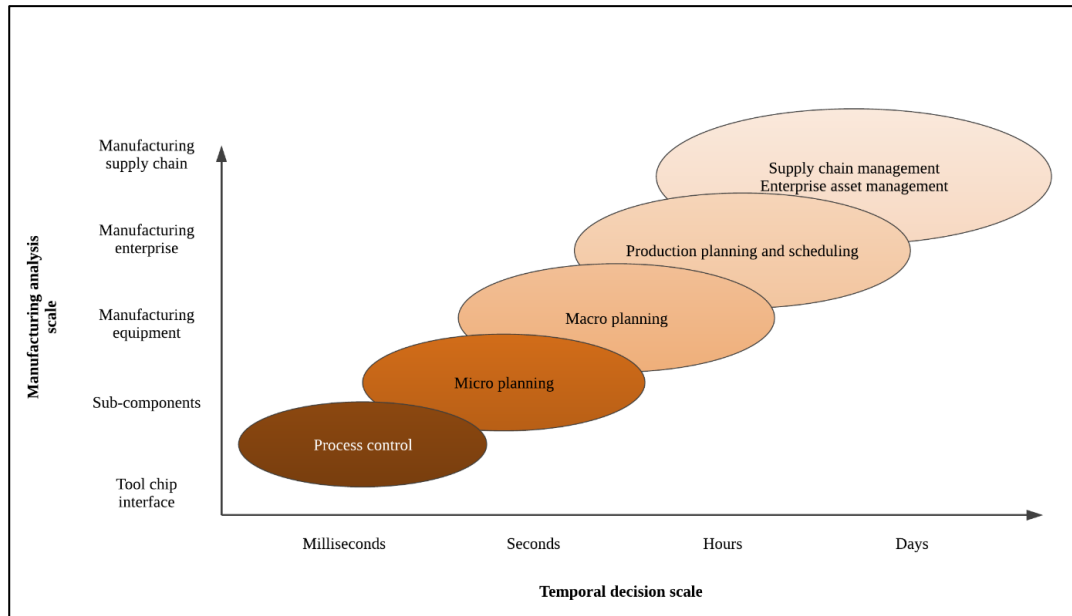 Manufacturing
supply chain
Supply chain management
Enterprise asset management
Manufacturing
enterprise
Production planning and scheduling
Manufacturing analysis
scale
Manufacturing
equipment
Macro planning
Micro planning
Sub-components
Process control
Tool chip
interface
Milliseconds
Seconds
Hours
Days
Temporal decision scale